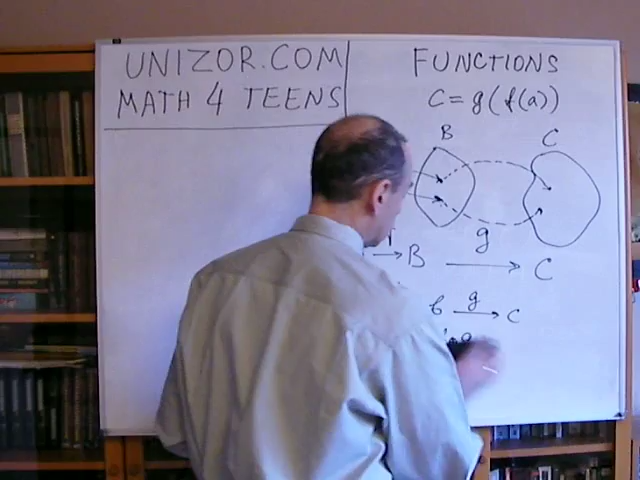 UNIZOR.COM
MATH 4 TEENS
FUNCTIONS
C = g(f(a))
B C
→ B g → C
b g → c